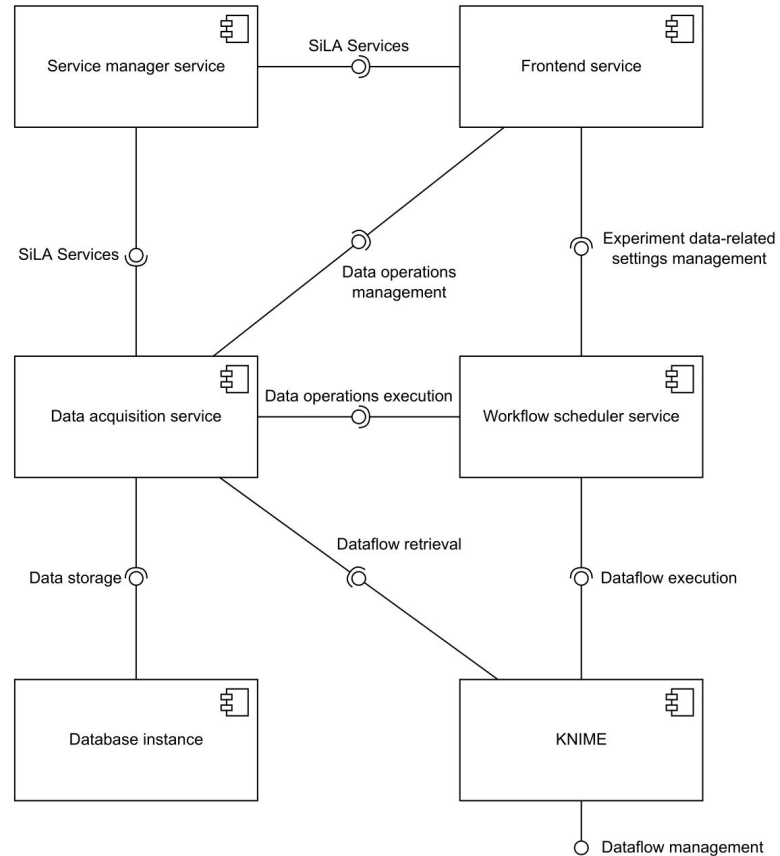 SiLA Services
Service manager service
Frontend service
SiLA Services
Experiment data-related
settings management
Data operations
management
Data operations execution
Data acquisition service
Workflow scheduler service
Dataflow retrieval
Data storage
Dataflow execution
Database instance
KNIME
Dataflow management